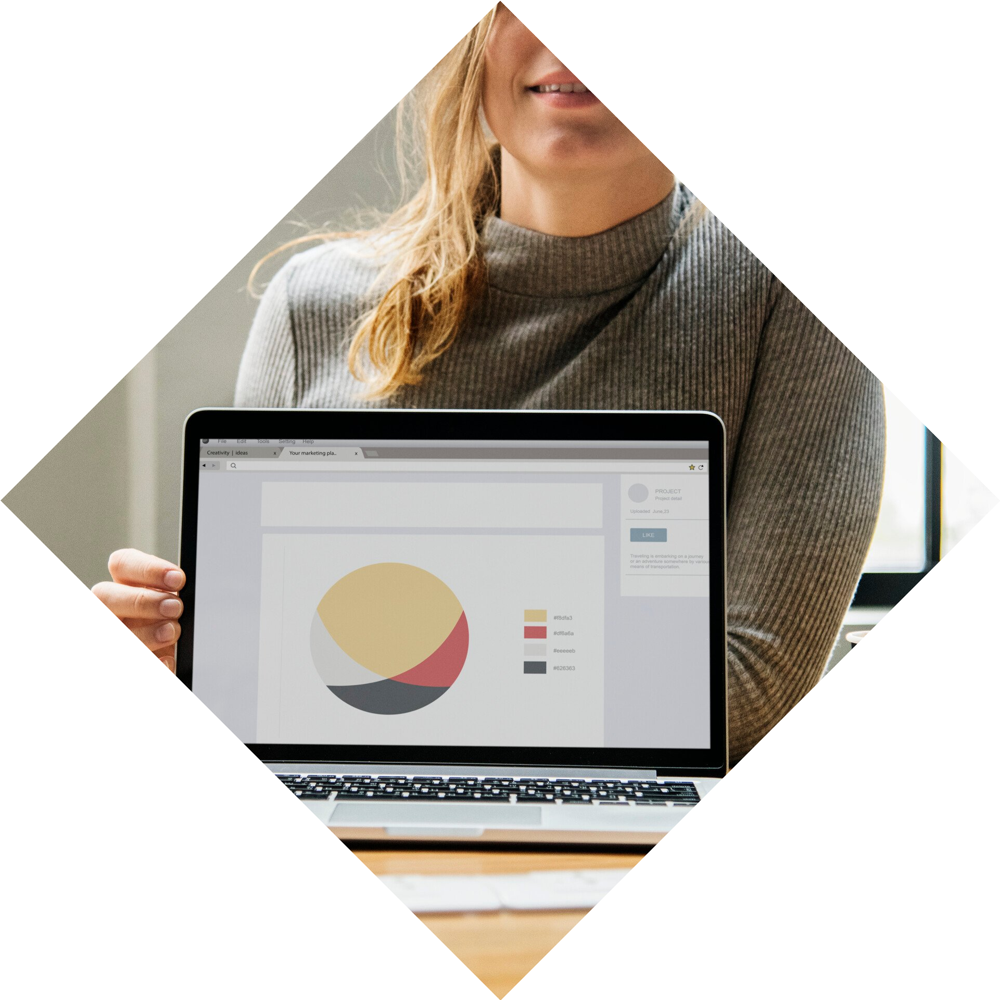 File Edit Tools Setting Help
Creativity | ideas x Your marketing pla.. x
PROJECT
Project detail
Uploaded June,23
LIKE
Traveling is embarking on a journey
or an adventure somewhere by variou
means of transportation.
#f8dfa3
#df6a6a
#eeeeeb
#626363